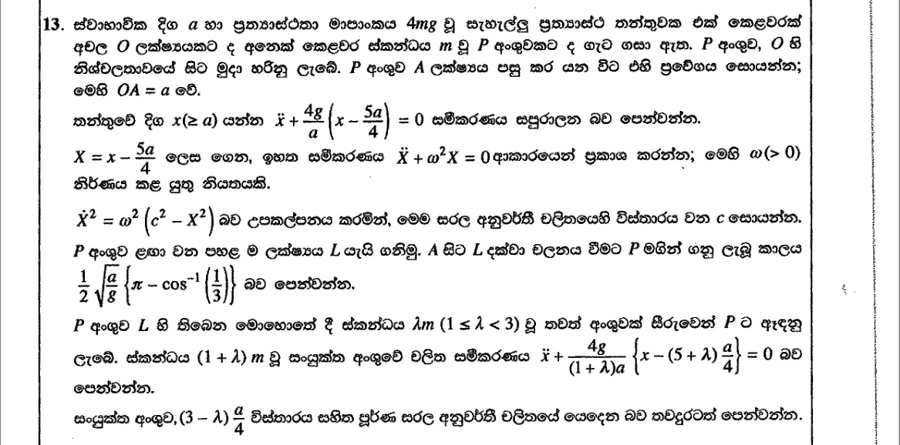 13. ස්වාභාවික දිග a හා ප්‍රත්‍යාස්ථතා මාපාංකය 4mg වූ සැහැල්ලු ප්‍රත්‍යාස්ථ තන්තුවක එක් කෙළවරක්
අචල O ලක්ෂ්‍යයකට ද අනෙක් කෙළවර ස්කන්ධය m වූ P අංශුවකට ද ගැට ගසා ඇත. P අංශුව, O හි
නිශ්චලතාවයේ සිට මුදා හරිනු ලැබේ. P අංශුව A ලක්ෂ්‍යය පසු කර යන විට එහි ප්‍රවේගය සොයන්න;
මෙහි OA = a වේ.
තන්තුවේ දිග x(≥ a) යන්න ẍ + 4g/a (x − 5a/4) = 0 සමීකරණය සපුරාලන බව පෙන්වන්න.
X = x − 5a/4 ලෙස ගෙන, ඉහත සමීකරණය Ẍ + ω²X = 0 ආකාරයෙන් ප්‍රකාශ කරන්න; මෙහි ω(> 0)
නිර්ණය කළ යුතු නියතයකි.
Ẋ² = ω² (c² − X²) බව උපකල්පනය කරමින්, මෙම සරල අනුවර්තී චලිතයෙහි විස්තාරය වන c සොයන්න.
P අංශුව ළඟා වන පහළ ම ලක්ෂ්‍යය L යැයි ගනිමු. A සිට L දක්වා චලනය වීමට P මගින් ගනු ලැබූ කාලය
1/2 √(a/g) {π − cos⁻¹ (1/3)} බව පෙන්වන්න.
P අංශුව L හි තිබෙන මොහොතේ දී ස්කන්ධය λm (1 ≤ λ < 3) වූ තවත් අංශුවක් සීරුවෙන් P ට ඈඳනු
ලැබේ. ස්කන්ධය (1 + λ) m වූ සංයුක්ත අංශුවේ චලිත සමීකරණය ẍ + 4g/(1 + λ)a {x − (5 + λ) a/4} = 0 බව
පෙන්වන්න.
සංයුක්ත අංශුව, (3 − λ) a/4 විස්තාරය සහිත පූර්ණ සරල අනුවර්තී චලිතයේ යෙදෙන බව තවදුරටත් පෙන්වන්න.